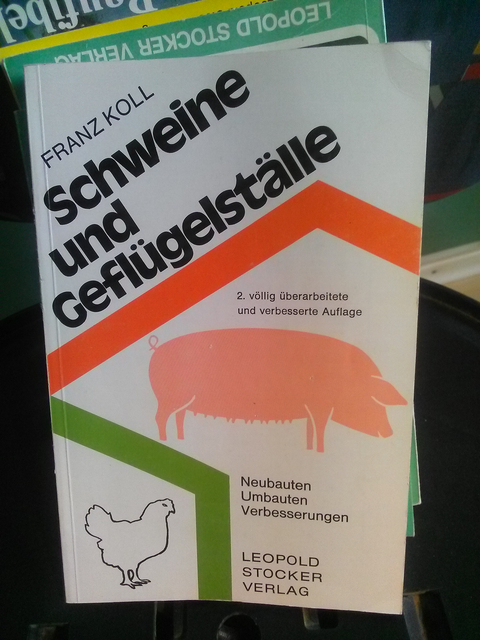 Baufibel
LEOPOLD STOCKER VERLAG
FRANZ KOLL
Schweine
und
Geflügelställe
2. völlig überarbeitete
und verbesserte Auflage
Neubauten
Umbauten
Verbesserungen
LEOPOLD
STOCKER
VERLAG